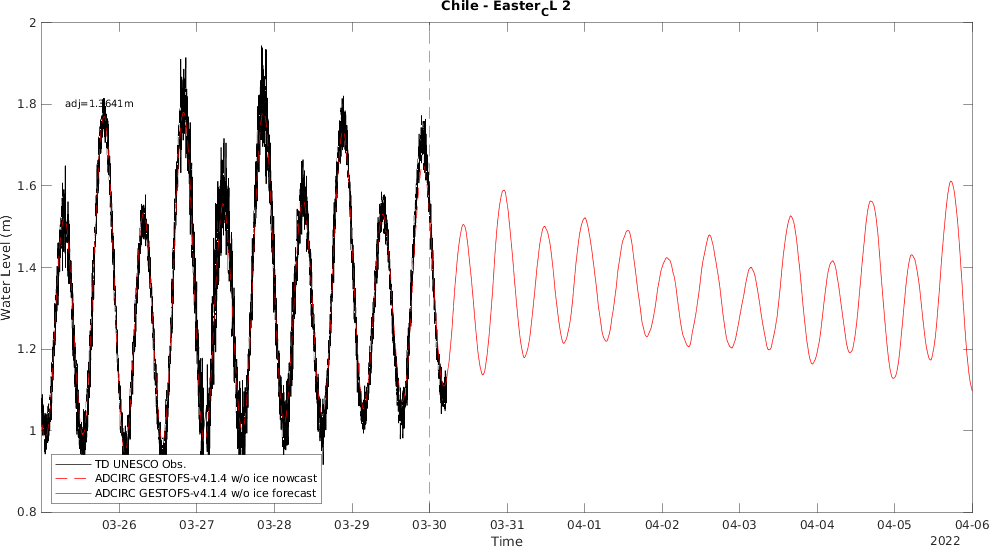 Chile - EasterCL 2
Water Level (m)
2
1.8
1.6
1.4
1.2
1
0.8
adj=1.3641m
TD UNESCO Obs.
ADCIRC GESTOFS-v4.1.4 w/o ice nowcast
ADCIRC GESTOFS-v4.1.4 w/o ice forecast
03-26 03-27 03-28 03-29 03-30 03-31 04-01 04-02 04-03 04-04 04-05 04-06
Time
2022